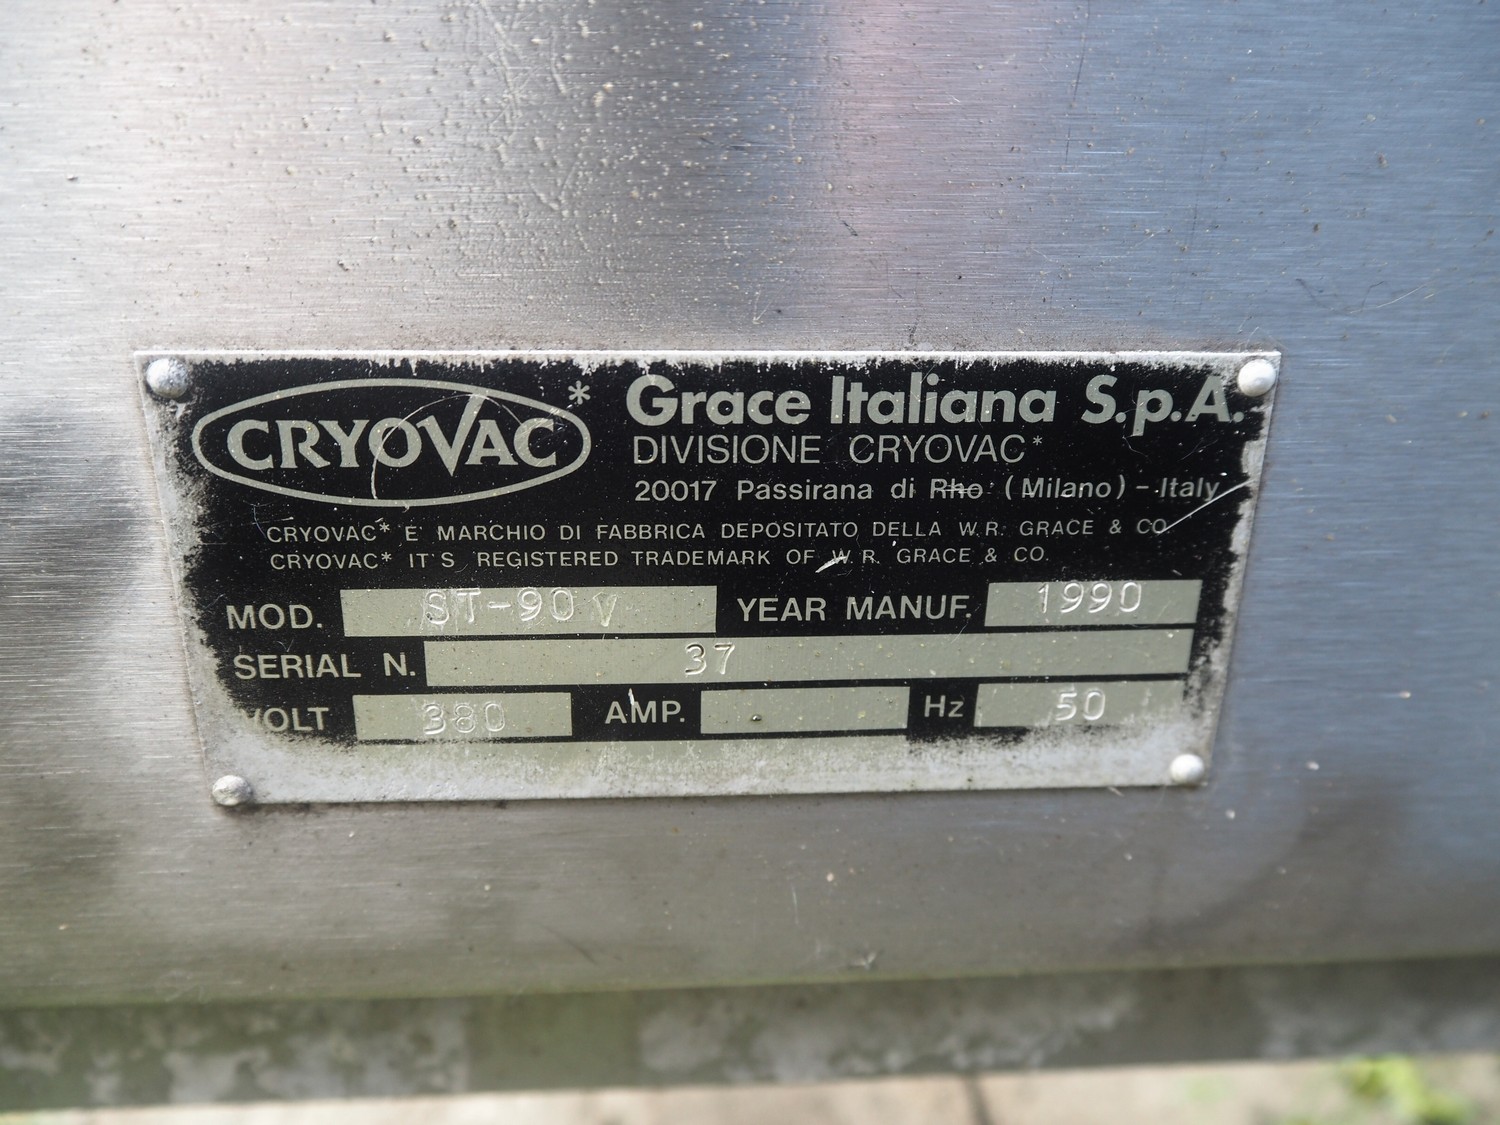 CRYOVAC*
Grace Italiana S.p.A.
DIVISIONE CRYOVAC*
20017 Passirana di Rho (Milano) - Italy
CRYOVAC* E' MARCHIO DI FABBRICA DEPOSITATO DELLA W.R. GRACE & CO.
CRYOVAC* IT'S REGISTERED TRADEMARK OF W.R. GRACE & CO.
MOD. ST-90 V YEAR MANUF. 1990
SERIAL N. 37
VOLT 380 AMP. Hz 50